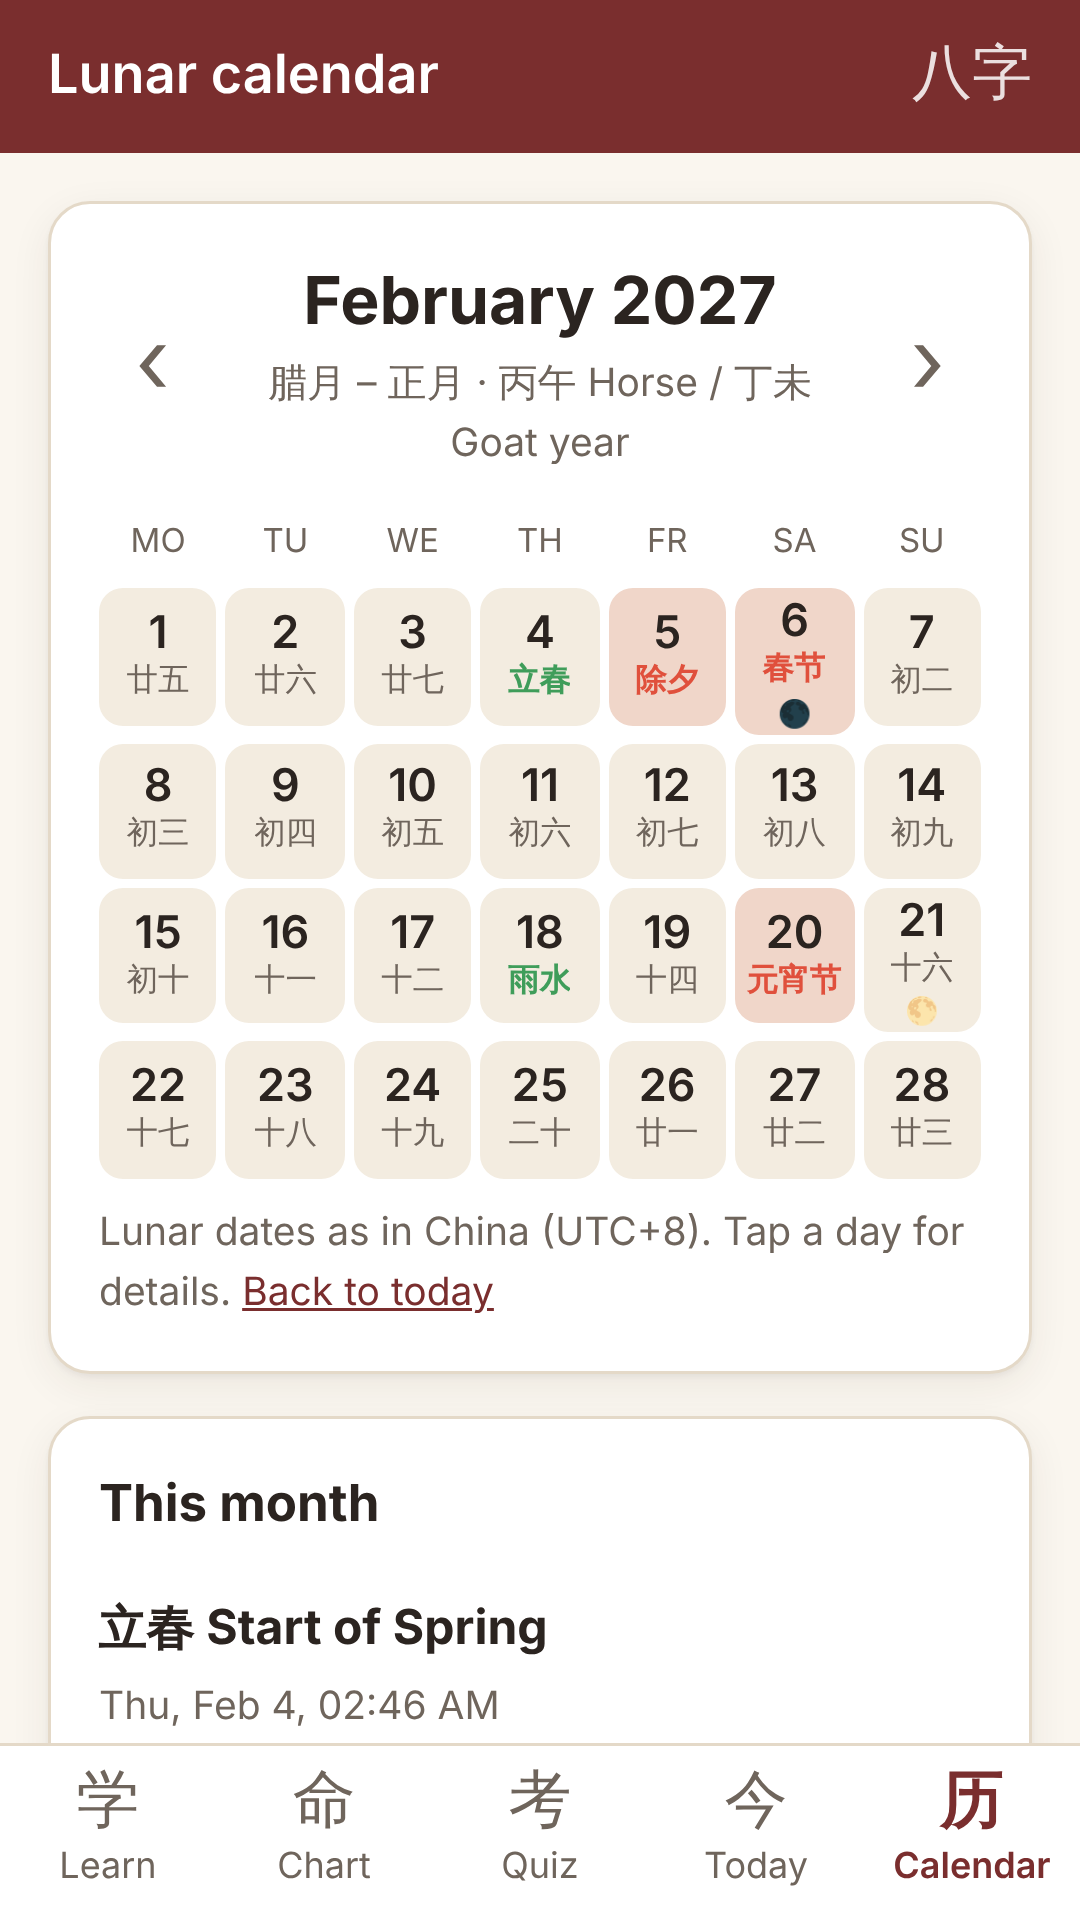 Lunar calendar 八字
February 2027
‹ ›
腊月 – 正月 · 丙午 Horse / 丁未
Goat year
MO TU WE TH FR SA SU
1 2 3 4 5 6 7
廿五 廿六 廿七 立春 除夕 春节 初二
8 9 10 11 12 13 14
初三 初四 初五 初六 初七 初八 初九
15 16 17 18 19 20 21
初十 十一 十二 雨水 十四 元宵节 十六
22 23 24 25 26 27 28
十七 十八 十九 二十 廿一 廿二 廿三
Lunar dates as in China (UTC+8). Tap a day for
details. Back to today
This month
立春 Start of Spring
Thu, Feb 4, 02:46 AM
学 命 考 今 历
Learn Chart Quiz Today Calendar